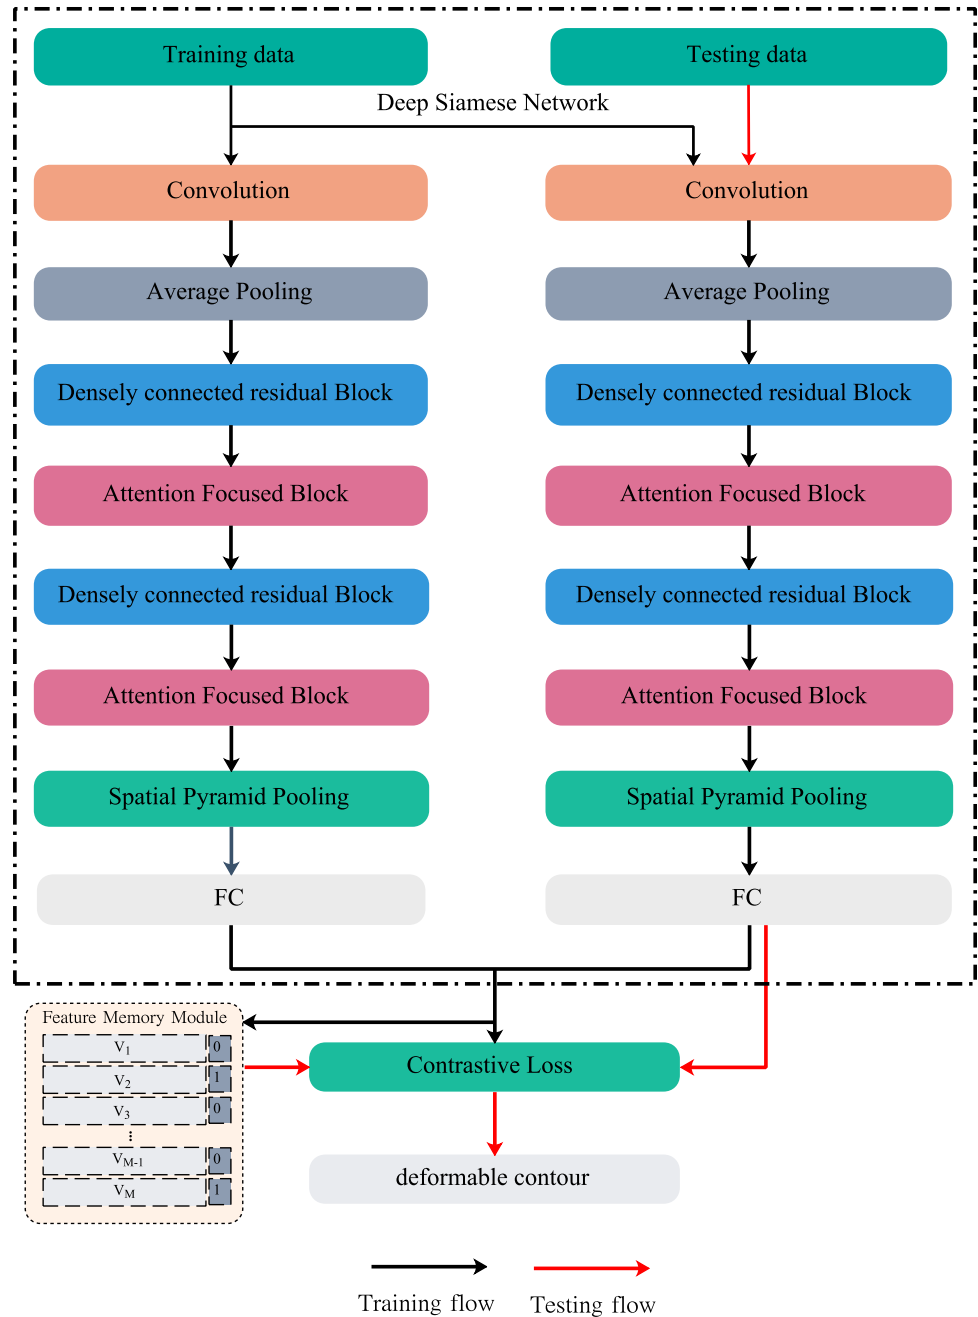 Training data
Testing data
Deep Siamese Network
Convolution
Convolution
Average Pooling
Average Pooling
Densely connected residual Block
Densely connected residual Block
Attention Focused Block
Attention Focused Block
Densely connected residual Block
Densely connected residual Block
Attention Focused Block
Attention Focused Block
Spatial Pyramid Pooling
Spatial Pyramid Pooling
FC
FC
Feature Memory Module
V1 0
V2 1
V3 0
⋮
VM-1 0
VM 1
Contrastive Loss
deformable contour
Training flow
Testing flow